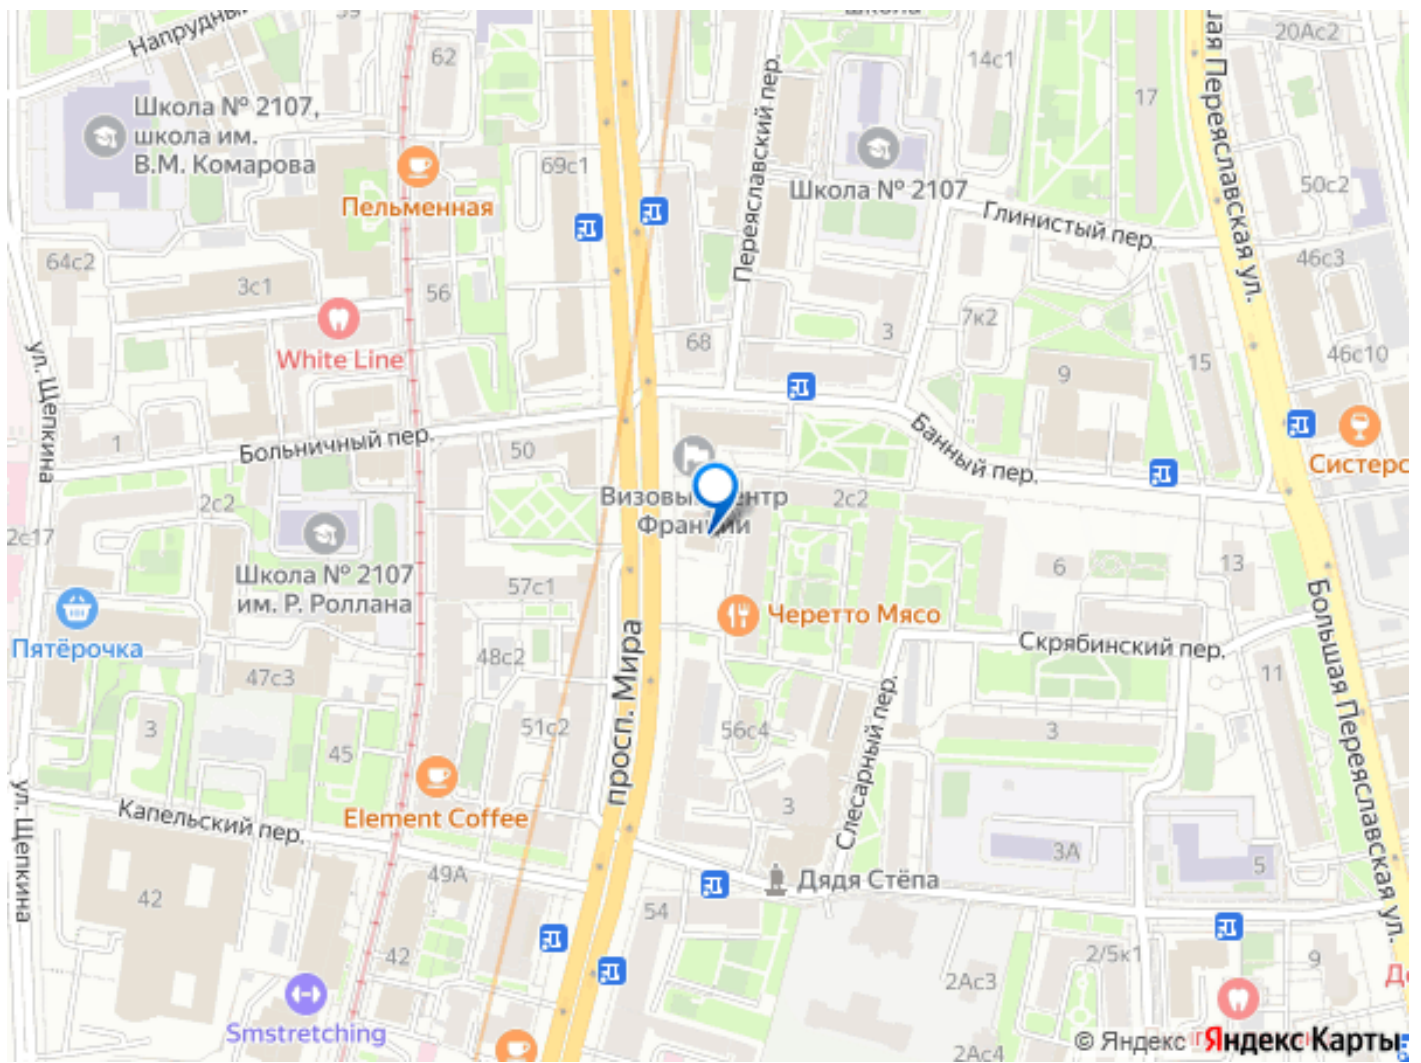 Напрудный
59
62
школа
14с1
20Ас2
17
Школа № 2107,
школа им.
В.М. Комарова
69с1
Переяславский пер.
Школа № 2107
50с2
Пельменная
Глинистый пер.
64с2
3с1
56
46с3
7к2
3
68
White Line
46с10
15
9
ул. Щепкина
1
Больничный пер.
50
Банный пер.
Систерс
2с2
Визовый центр
Франции
2с2
2с17
Школа № 2107
им. Р. Роллана
57с1
6
13
Черетто Мясо
Пятёрочка
48с2
просп. Мира
Скрябинский пер.
47с3
11
3
45
51с2
56с4
3
Слесарный пер.
Большая Переяславская ул.
Капельский пер.
Element Coffee
3
ул. Щепкина
3А
5
49А
Дядя Стёпа
42
54
42
2/5к1
9
2Ас3
Smstretching
2Ас4
© Яндекс Яндекс Карты